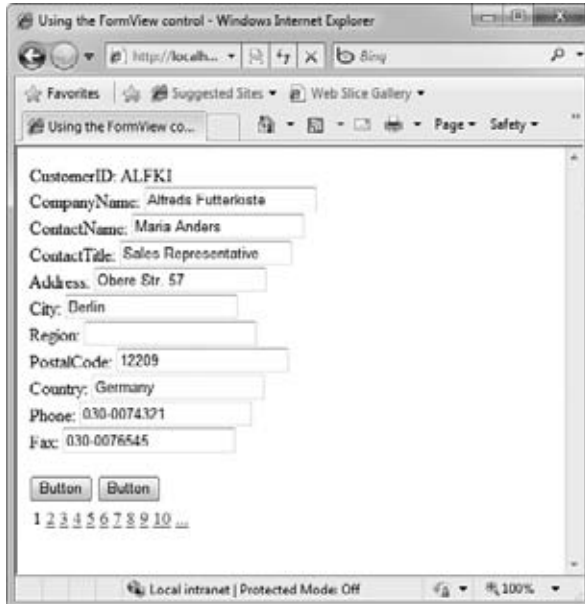 Using the FormView control - Windows Internet Explorer
http://localh...
Bing
Favorites Suggested Sites Web Slice Gallery
Using the FormView co... Page Safety "
CustomerID: ALFKI
CompanyName: Alfreds Futterkiste
ContactName: Maria Anders
ContactTitle: Sales Representative
Address: Obere Str. 57
City: Berlin
Region:
PostalCode: 12209
Country: Germany
Phone: 030-0074321
Fax: 030-0076545
Button Button
1 2 3 4 5 6 7 8 9 10 ...
Local intranet | Protected Mode: Off 100%